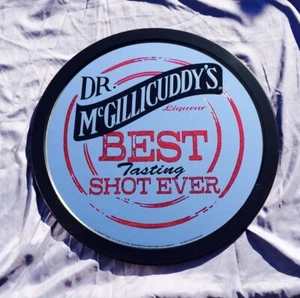 DR.
McGILLICUDDY'S
Liqueur
BEST
Tasting
SHOT EVER